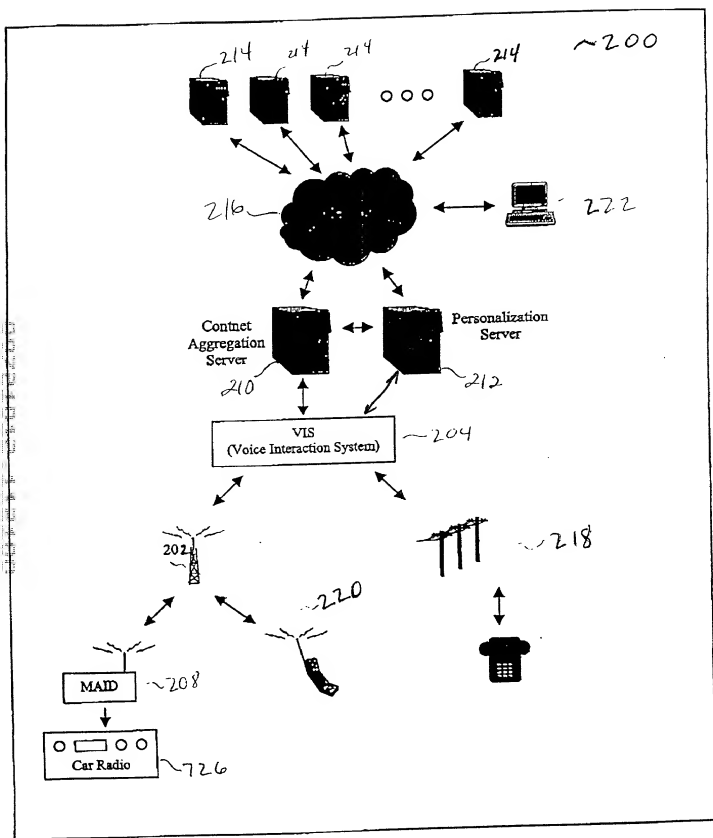 ~200
214
214
214
214
216
222
Contnet
Aggregation
Server
Personalization
Server
210
212
VIS
(Voice Interaction System)
~204
202
~218
~220
MAID
~208
Car Radio
~726